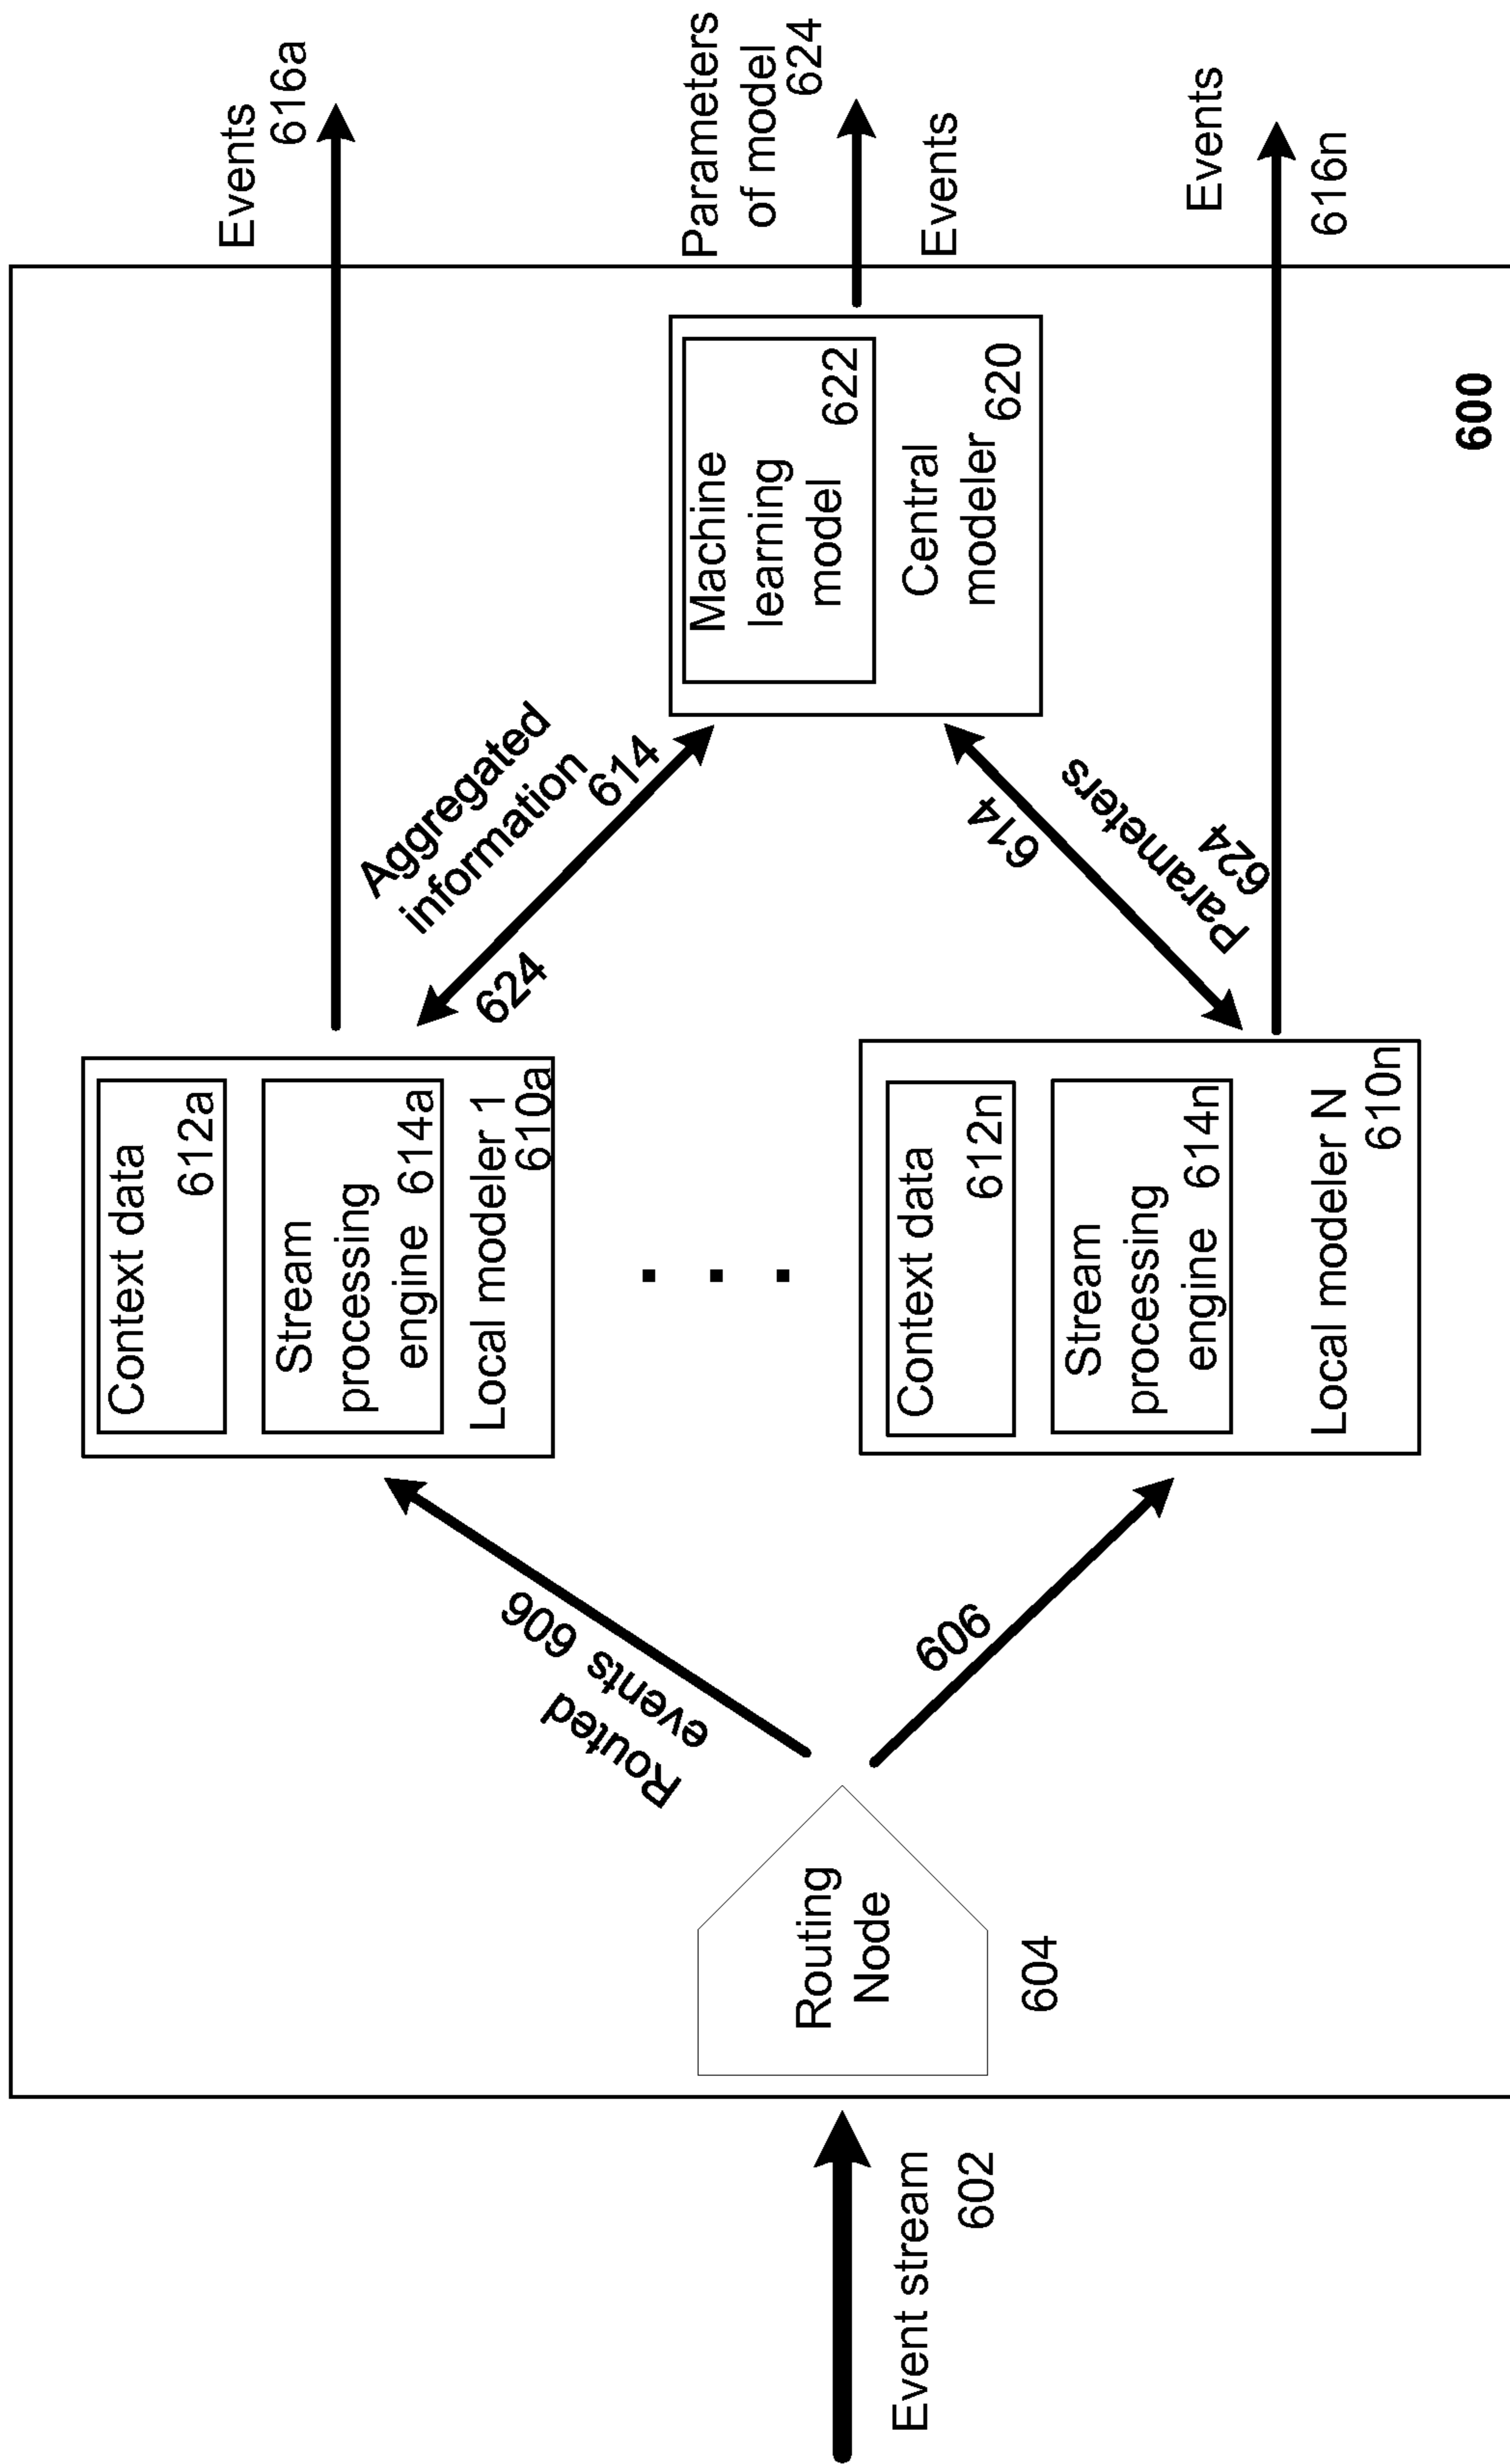 Event stream
602
Routing
Node
604
Routed
events 606
606
Context data
612a
Stream
processing
engine 614a
Local modeler 1
610a
Context data
612n
Stream
processing
engine 614n
Local modeler N
610n
Aggregated
information
614
624
614
Parameters
624
Machine
learning
model
622
Central
modeler
620
Events
616a
Parameters
of model
624
Events
Events
616n
600